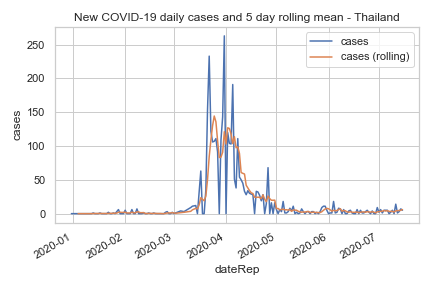 New COVID-19 daily cases and 5 day rolling mean - Thailand
cases
cases (rolling)
250
200
150
100
50
0
cases
2020-01
2020-02
2020-03
2020-04
2020-05
2020-06
2020-07
dateRep